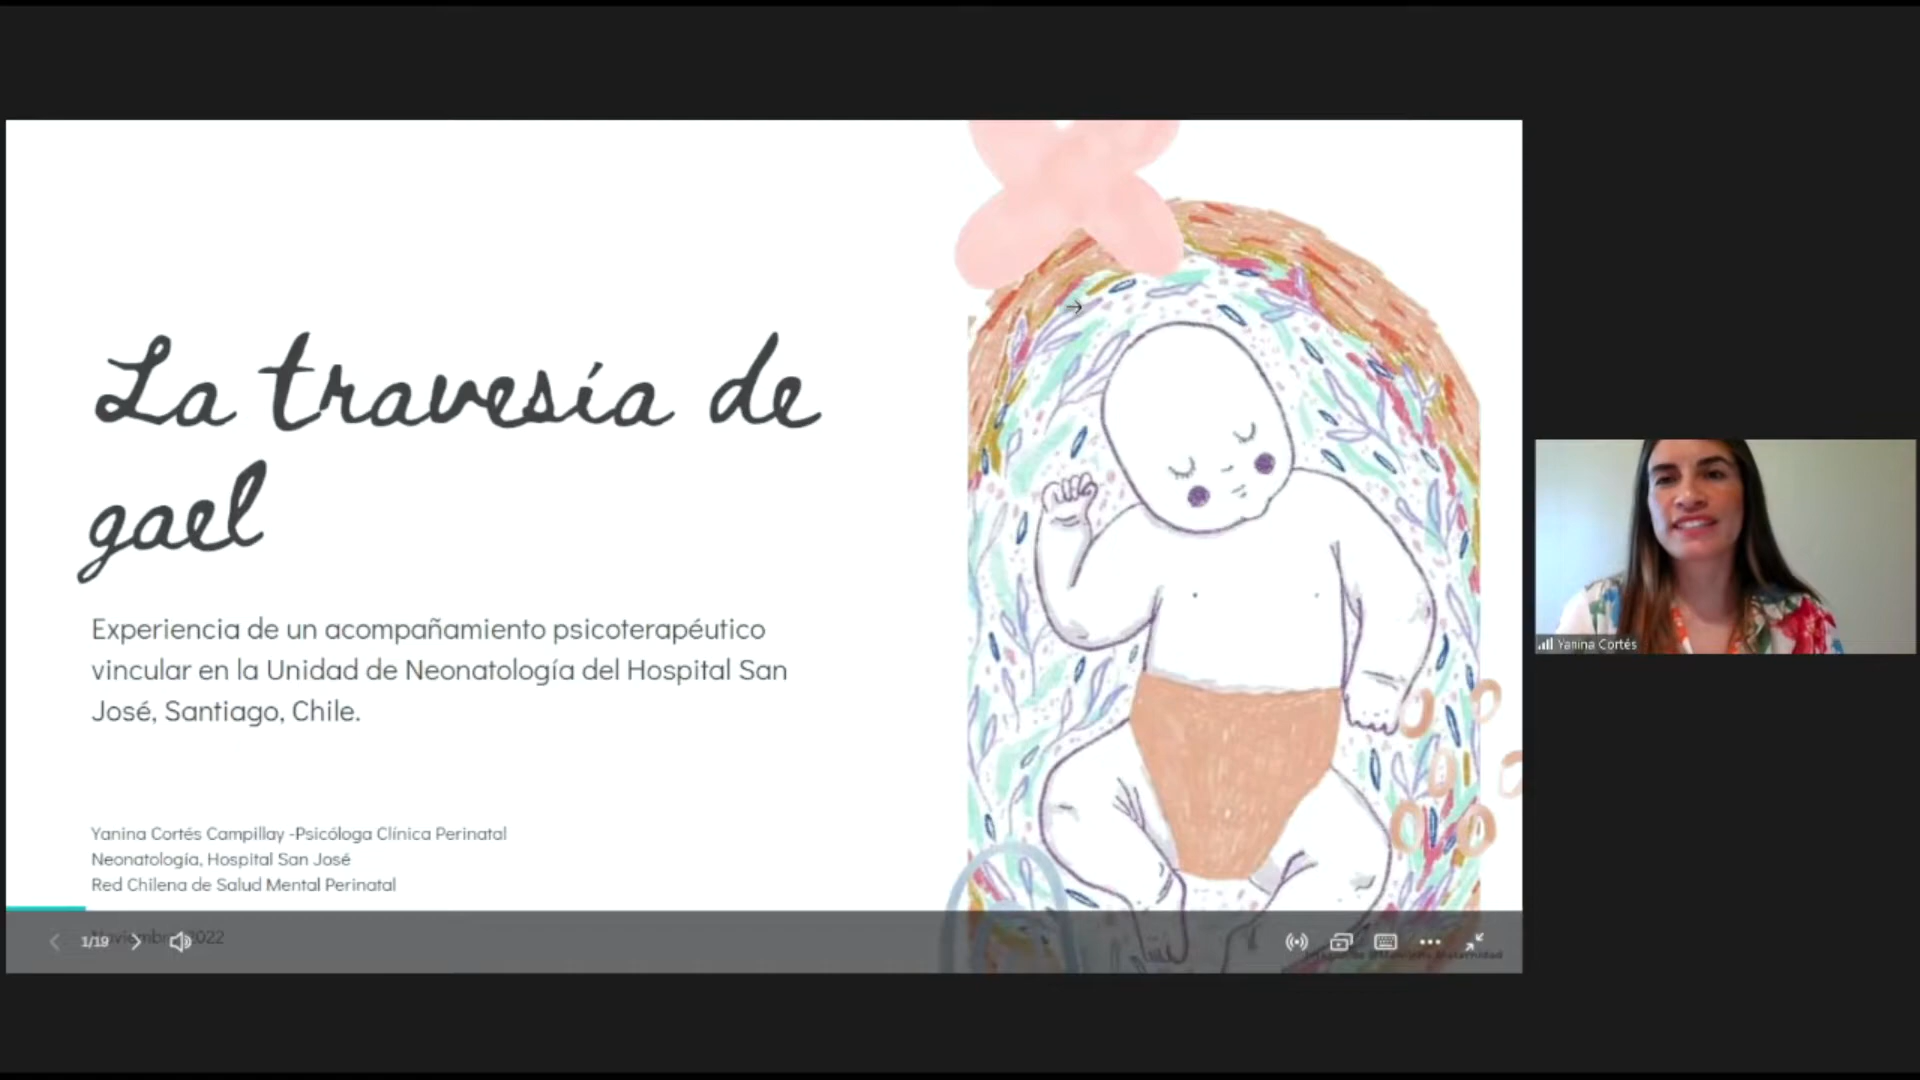 La travesía de
gael
Experiencia de un acompañamiento psicoterapéutico
vincular en la Unidad de Neonatología del Hospital San
José, Santiago, Chile.
Yanina Cortés Campillay -Psicóloga Clínica Perinatal
Neonatología, Hospital San José
Red Chilena de Salud Mental Perinatal
Noviembre 2022
1/19
Yanina Cortés